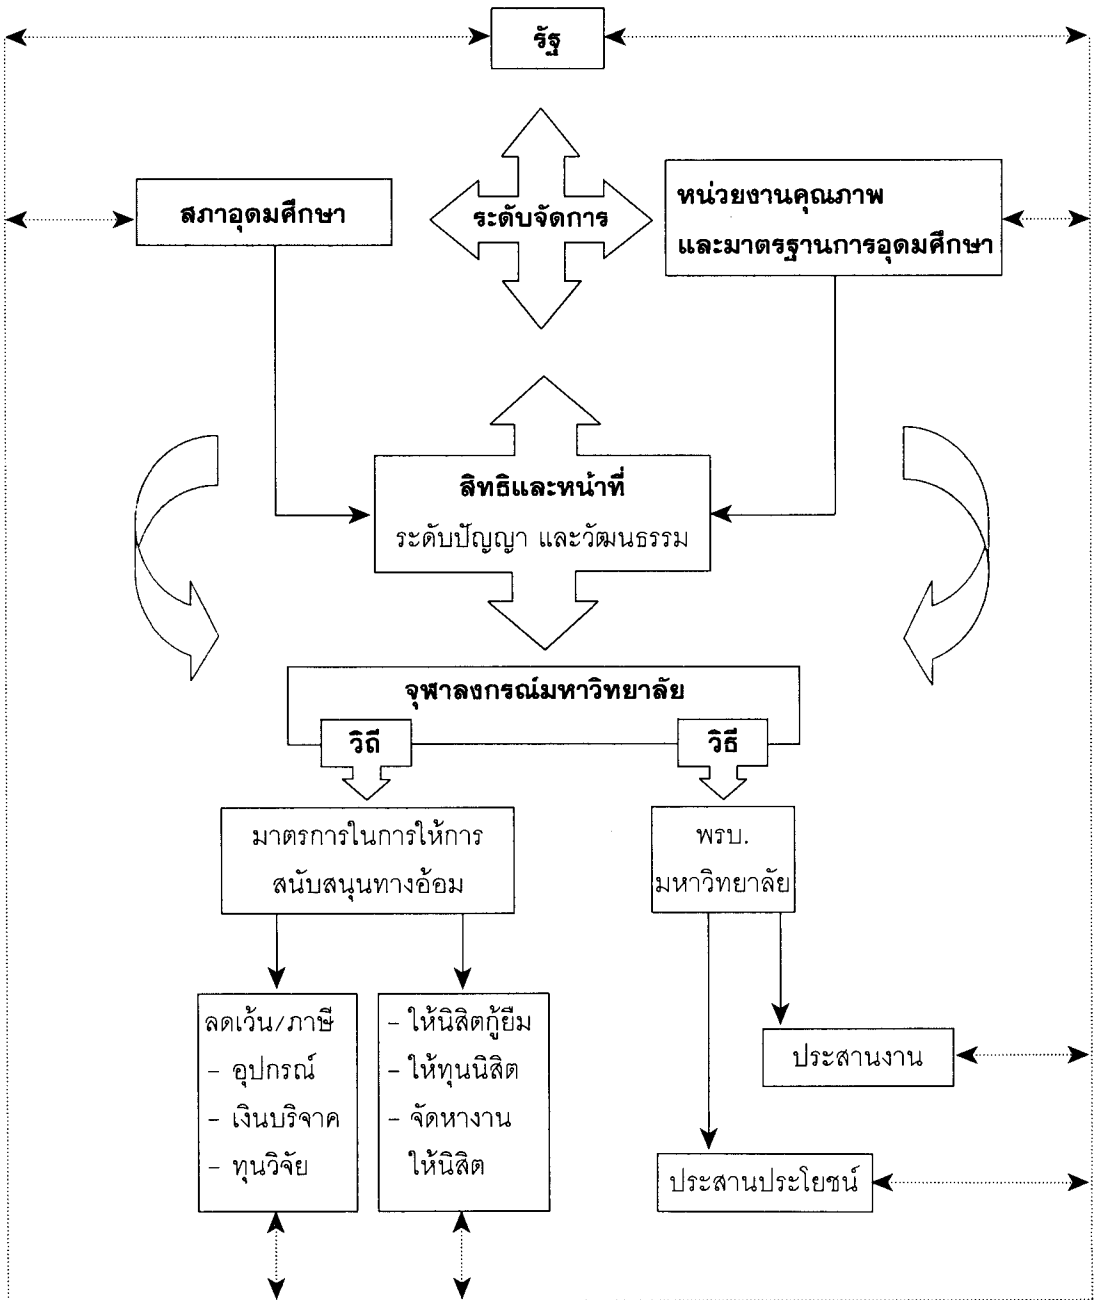 รัฐ
สภาอุดมศึกษา
ระดับจัดการ
หน่วยงานคุณภาพ
และมาตรฐานการอุดมศึกษา
สิทธิและหน้าที่
ระดับปัญญา และวัฒนธรรม
จุฬาลงกรณ์มหาวิทยาลัย
วิถี
วิธี
มาตรการในการให้การ
สนับสนุนทางอ้อม
พรบ.
มหาวิทยาลัย
ลดเว้น/ภาษี
- อุปกรณ์
- เงินบริจาค
- ทุนวิจัย
- ให้นิสิตกู้ยืม
- ให้ทุนนิสิต
- จัดหางาน
ให้นิสิต
ประสานงาน
ประสานประโยชน์